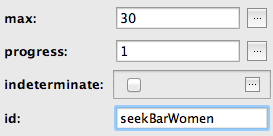 max: 30 ...
progress: 1 ...
indeterminate: ...
id: seekBarWomen